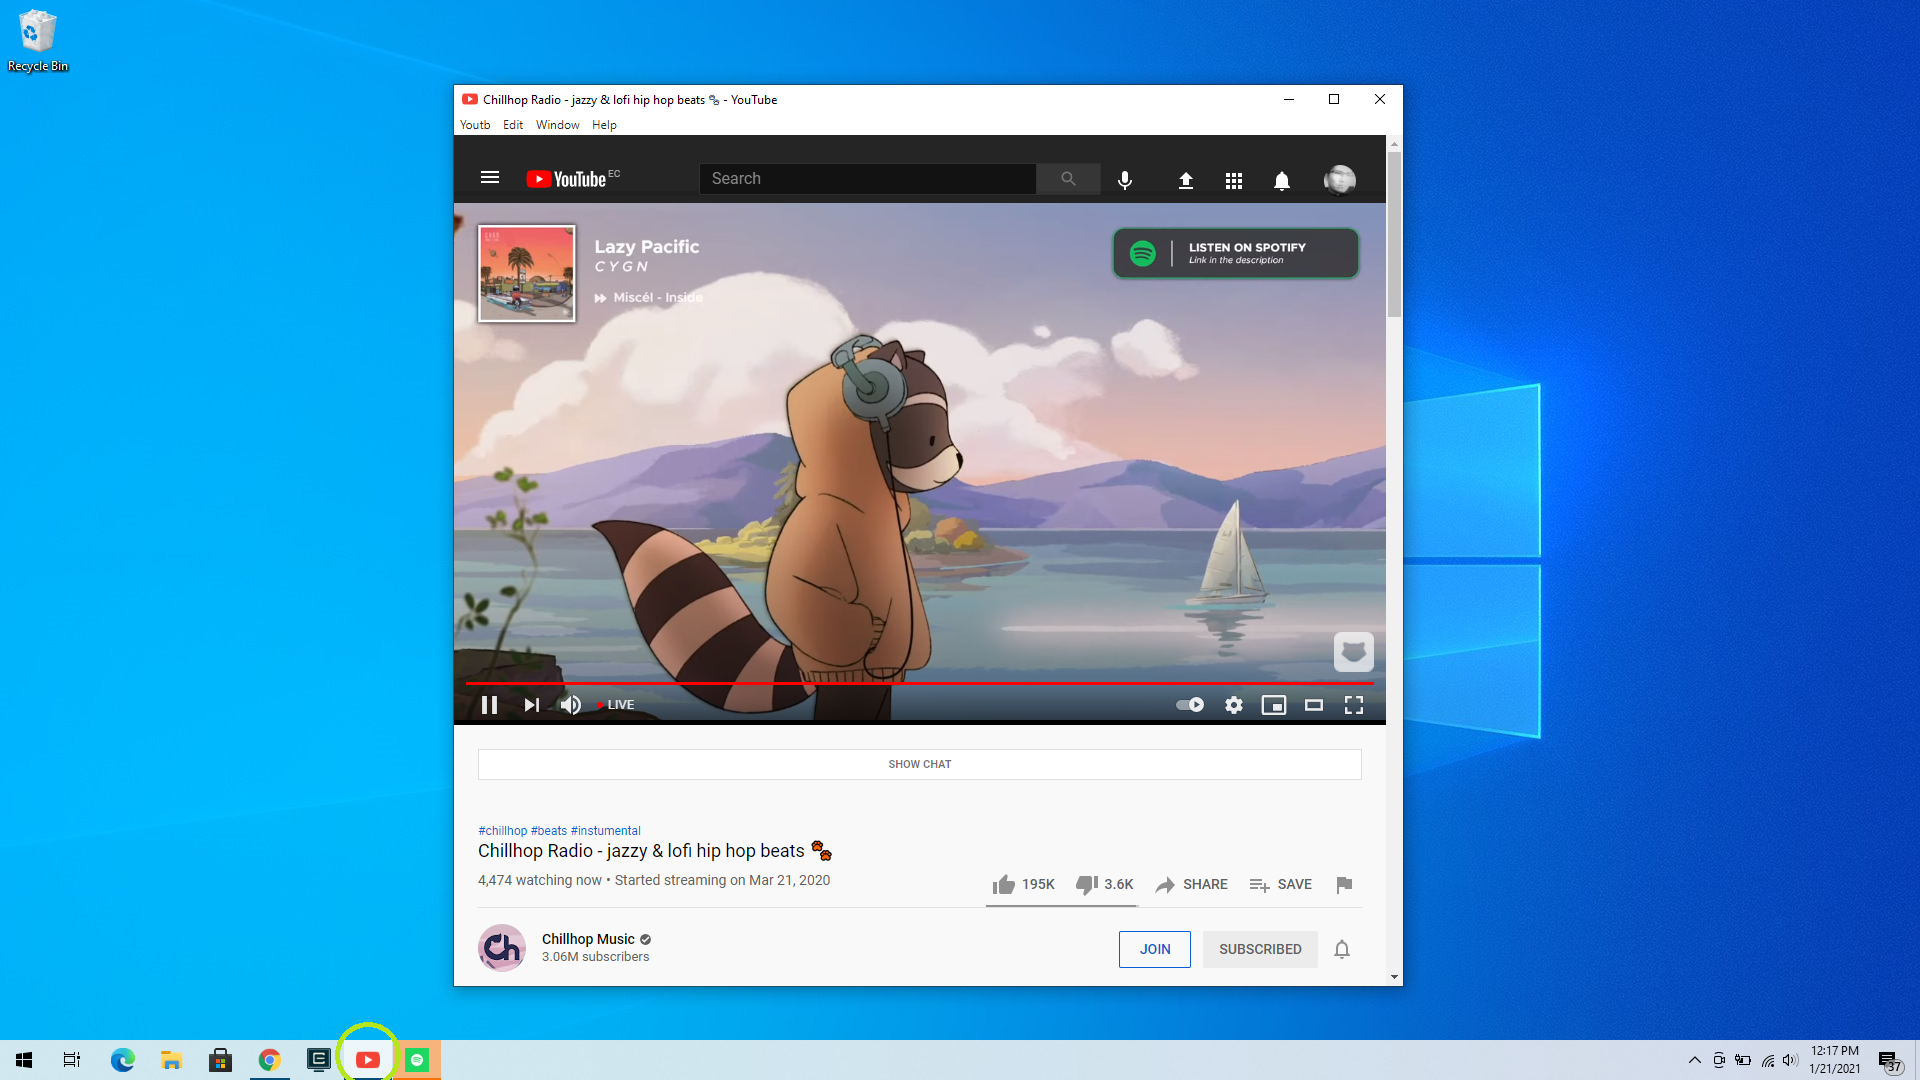 Recycle Bin
Chillhop Radio - jazzy & lofi hip hop beats 🐾 - YouTube
Youtb Edit Window Help
YouTube EC
Search
Lazy Pacific
CYGN
Miscél - Inside
LISTEN ON SPOTIFY
Link in the description
LIVE
SHOW CHAT
#chillhop #beats #instumental
Chillhop Radio - jazzy & lofi hip hop beats 🐾
4,474 watching now • Started streaming on Mar 21, 2020
195K 3.6K SHARE SAVE
Ch
Chillhop Music
3.06M subscribers
JOIN SUBSCRIBED
12:17 PM
1/21/2021
37